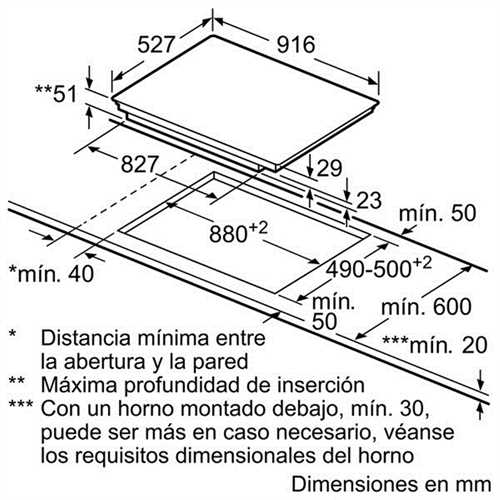 527
916
**51
827
29
23
mín. 50
880+2
490-500+2
*mín. 40
mín.
50
mín. 600
***mín. 20
* Distancia mínima entre
la abertura y la pared
** Máxima profundidad de inserción
*** Con un horno montado debajo, mín. 30,
puede ser más en caso necesario, véanse
los requisitos dimensionales del horno
Dimensiones en mm